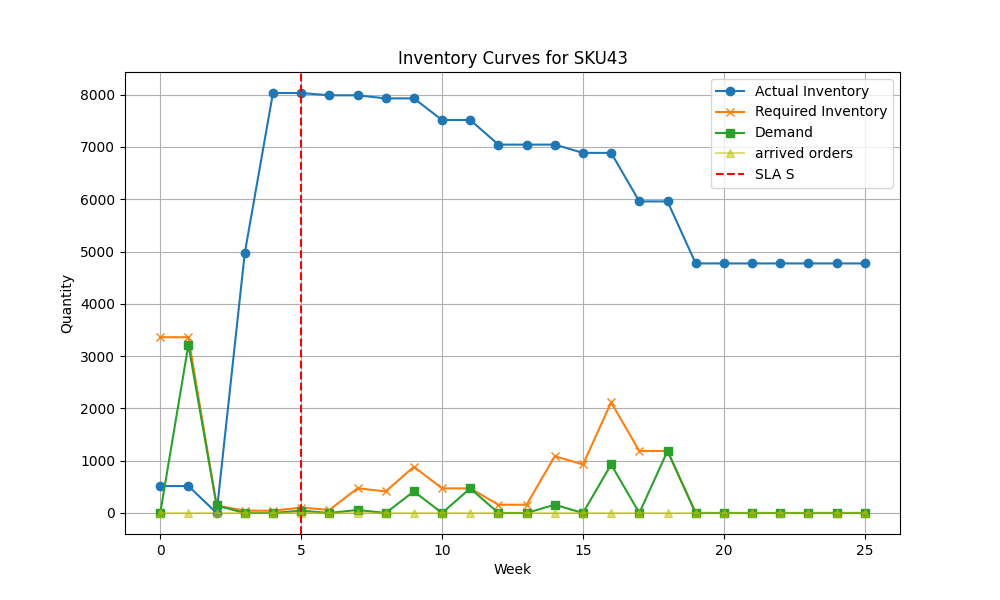 Inventory Curves for SKU43
Actual Inventory
Required Inventory
Demand
arrived orders
SLA S
Quantity
8000
7000
6000
5000
4000
3000
2000
1000
0
0 5 10 15 20 25
Week